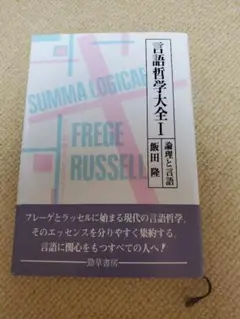 SUMMA LOGICAE
FREGE
RUSSELL
言語哲学大全I
論理と言語
飯田 隆
フレーゲとラッセルに始まる現代の言語哲学。
そのエッセンスを分りやすく集約する。
言語に関心をもつすべての人へ!
勁草書房